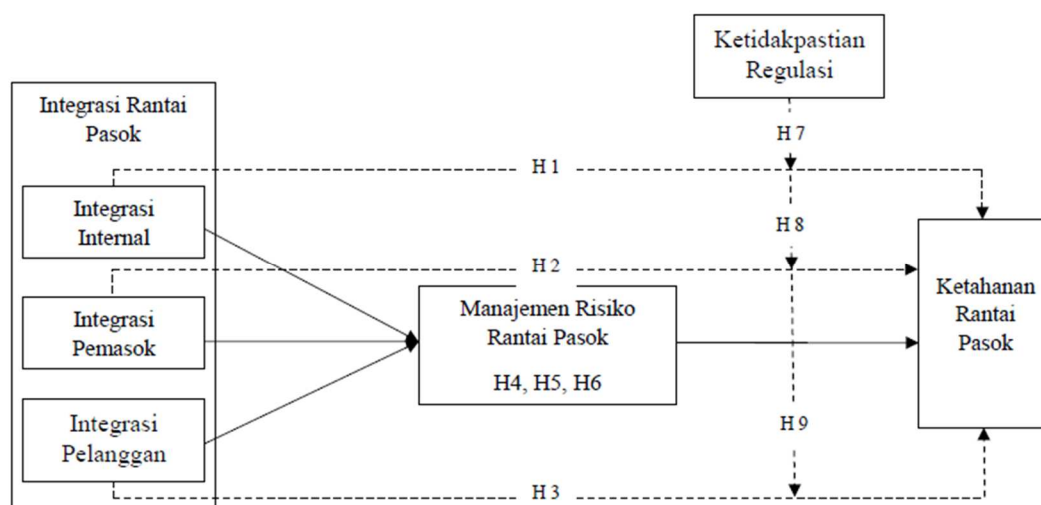 Ketidakpastian
Regulasi
Integrasi Rantai
Pasok
H 7
H 1
Integrasi
Internal
H 8
H 2
Integrasi
Pemasok
Manajemen Risiko
Rantai Pasok
H4, H5, H6
Ketahanan
Rantai
Pasok
Integrasi
Pelanggan
H 9
H 3